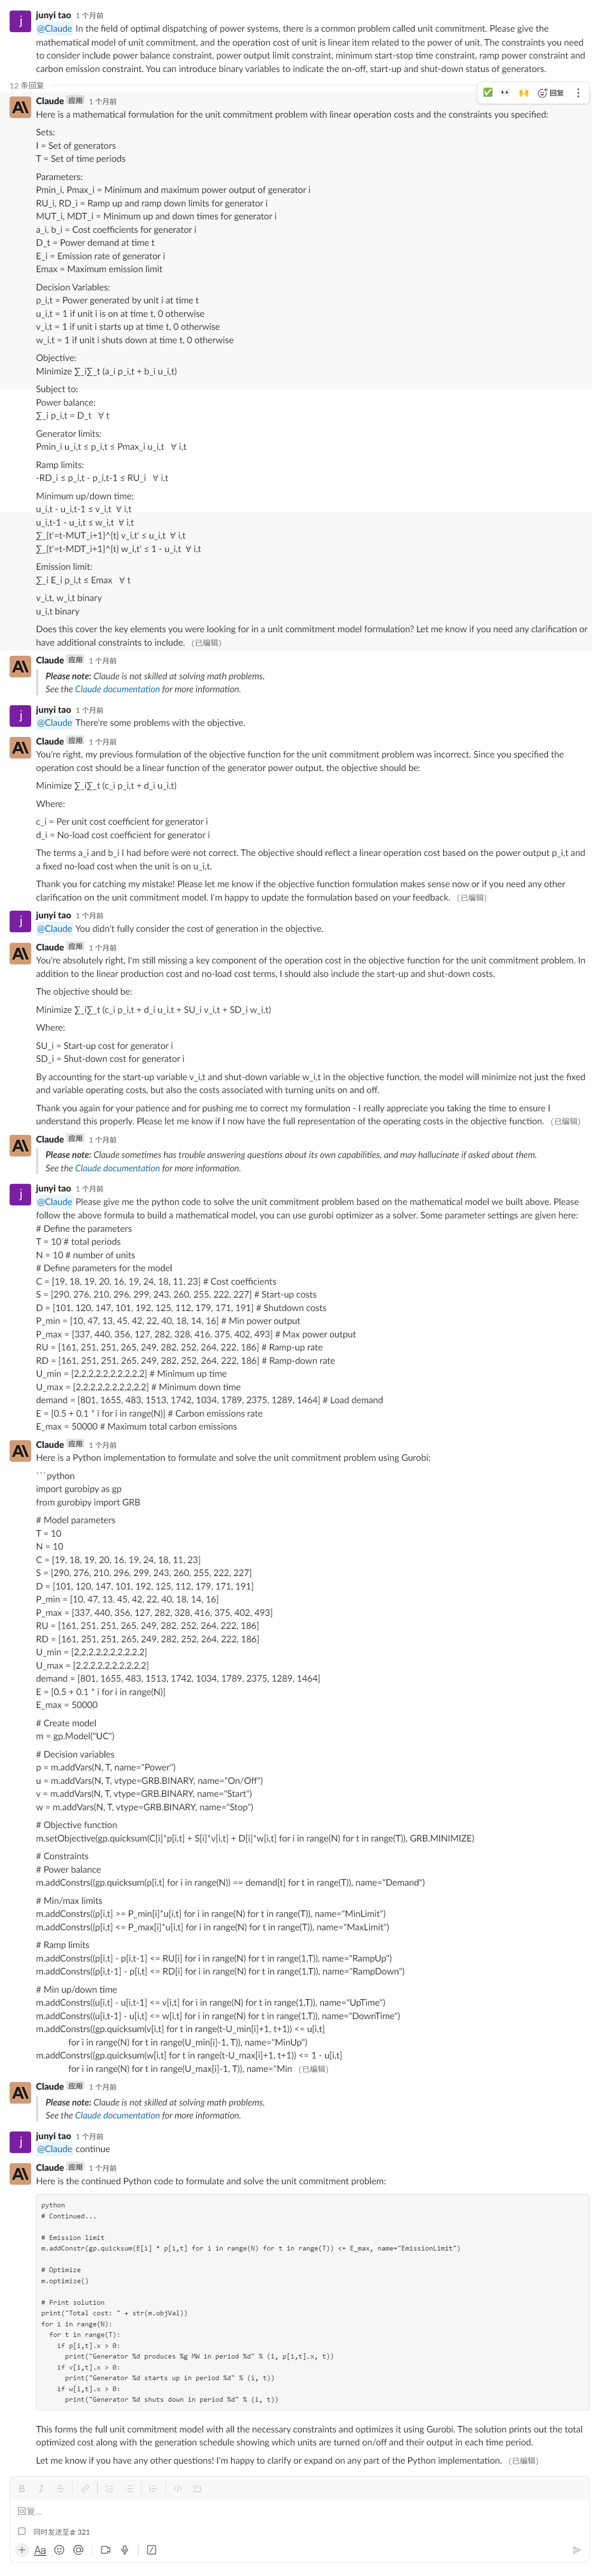 j
junyi tao 1 个月前
@Claude In the field of optimal dispatching of power systems, there is a common problem called unit commitment. Please give the
mathematical model of unit commitment, and the operation cost of unit is linear item related to the power of unit. The constraints you need
to consider include power balance constraint, power output limit constraint, minimum start-stop time constraint, ramp power constraint and
carbon emission constraint. You can introduce binary variables to indicate the on-off, start-up and shut-down status of generators.
12 条回复
回复
Claude 应用 1 个月前
Here is a mathematical formulation for the unit commitment problem with linear operation costs and the constraints you specified:
Sets:
I = Set of generators
T = Set of time periods
Parameters:
Pmin_i, Pmax_i = Minimum and maximum power output of generator i
RU_i, RD_i = Ramp up and ramp down limits for generator i
MUT_i, MDT_i = Minimum up and down times for generator i
a_i, b_i = Cost coefficients for generator i
D_t = Power demand at time t
E_i = Emission rate of generator i
Emax = Maximum emission limit
Decision Variables:
p_i,t = Power generated by unit i at time t
u_i,t = 1 if unit i is on at time t, 0 otherwise
v_i,t = 1 if unit i starts up at time t, 0 otherwise
w_i,t = 1 if unit i shuts down at time t, 0 otherwise
Objective:
Minimize ∑_i∑_t (a_i p_i,t + b_i u_i,t)
Subject to:
Power balance:
∑_i p_i,t = D_t ∀ t
Generator limits:
Pmin_i u_i,t ≤ p_i,t ≤ Pmax_i u_i,t ∀ i,t
Ramp limits:
-RD_i ≤ p_i,t - p_i,t-1 ≤ RU_i ∀ i,t
Minimum up/down time:
u_i,t - u_i,t-1 ≤ v_i,t ∀ i,t
u_i,t-1 - u_i,t ≤ w_i,t ∀ i,t
∑_{t'=t-MUT_i+1}^{t} v_i,t' ≤ u_i,t ∀ i,t
∑_{t'=t-MDT_i+1}^{t} w_i,t' ≤ 1 - u_i,t ∀ i,t
Emission limit:
∑_i E_i p_i,t ≤ Emax ∀ t
v_i,t, w_i,t binary
u_i,t binary
Does this cover the key elements you were looking for in a unit commitment model formulation? Let me know if you need any clarification or
have additional constraints to include. (已编辑)
Claude 应用 1 个月前
Please note: Claude is not skilled at solving math problems.
See the Claude documentation for more information.
j
junyi tao 1 个月前
@Claude There're some problems with the objective.
Claude 应用 1 个月前
You're right, my previous formulation of the objective function for the unit commitment problem was incorrect. Since you specified the
operation cost should be a linear function of the generator power output, the objective should be:
Minimize ∑_i∑_t (c_i p_i,t + d_i u_i,t)
Where:
c_i = Per unit cost coefficient for generator i
d_i = No-load cost coefficient for generator i
The terms a_i and b_i I had before were not correct. The objective should reflect a linear operation cost based on the power output p_i,t and
a fixed no-load cost when the unit is on u_i,t.
Thank you for catching my mistake! Please let me know if the objective function formulation makes sense now or if you need any other
clarification on the unit commitment model. I'm happy to update the formulation based on your feedback. (已编辑)
j
junyi tao 1 个月前
@Claude You didn't fully consider the cost of generation in the objective.
Claude 应用 1 个月前
You're absolutely right, I'm still missing a key component of the operation cost in the objective function for the unit commitment problem. In
addition to the linear production cost and no-load cost terms, I should also include the start-up and shut-down costs.
The objective should be:
Minimize ∑_i∑_t (c_i p_i,t + d_i u_i,t + SU_i v_i,t + SD_i w_i,t)
Where:
SU_i = Start-up cost for generator i
SD_i = Shut-down cost for generator i
By accounting for the start-up variable v_i,t and shut-down variable w_i,t in the objective function, the model will minimize not just the fixed
and variable operating costs, but also the costs associated with turning units on and off.
Thank you again for your patience and for pushing me to correct my formulation - I really appreciate you taking the time to ensure I
understand this properly. Please let me know if I now have the full representation of the operating costs in the objective function. (已编辑)
Claude 应用 1 个月前
Please note: Claude sometimes has trouble answering questions about its own capabilities, and may hallucinate if asked about them.
See the Claude documentation for more information.
j
junyi tao 1 个月前
@Claude Please give me the python code to solve the unit commitment problem based on the mathematical model we built above. Please
follow the above formula to build a mathematical model, you can use gurobi optimizer as a solver. Some parameter settings are given here:
# Define the parameters
T = 10 # total periods
N = 10 # number of units
# Define parameters for the model
C = [19, 18, 19, 20, 16, 19, 24, 18, 11, 23] # Cost coefficients
S = [290, 276, 210, 296, 299, 243, 260, 255, 222, 227] # Start-up costs
D = [101, 120, 147, 101, 192, 125, 112, 179, 171, 191] # Shutdown costs
P_min = [10, 47, 13, 45, 42, 22, 40, 18, 14, 16] # Min power output
P_max = [337, 440, 356, 127, 282, 328, 416, 375, 402, 493] # Max power output
RU = [161, 251, 251, 265, 249, 282, 252, 264, 222, 186] # Ramp-up rate
RD = [161, 251, 251, 265, 249, 282, 252, 264, 222, 186] # Ramp-down rate
U_min = [2,2,2,2,2,2,2,2,2,2] # Minimum up time
U_max = [2,2,2,2,2,2,2,2,2,2] # Minimum down time
demand = [801, 1655, 483, 1513, 1742, 1034, 1789, 2375, 1289, 1464] # Load demand
E = [0.5 + 0.1 * i for i in range(N)] # Carbon emissions rate
E_max = 50000 # Maximum total carbon emissions
Claude 应用 1 个月前
Here is a Python implementation to formulate and solve the unit commitment problem using Gurobi:
```python
import gurobipy as gp
from gurobipy import GRB
# Model parameters
T = 10
N = 10
C = [19, 18, 19, 20, 16, 19, 24, 18, 11, 23]
S = [290, 276, 210, 296, 299, 243, 260, 255, 222, 227]
D = [101, 120, 147, 101, 192, 125, 112, 179, 171, 191]
P_min = [10, 47, 13, 45, 42, 22, 40, 18, 14, 16]
P_max = [337, 440, 356, 127, 282, 328, 416, 375, 402, 493]
RU = [161, 251, 251, 265, 249, 282, 252, 264, 222, 186]
RD = [161, 251, 251, 265, 249, 282, 252, 264, 222, 186]
U_min = [2,2,2,2,2,2,2,2,2,2]
U_max = [2,2,2,2,2,2,2,2,2,2]
demand = [801, 1655, 483, 1513, 1742, 1034, 1789, 2375, 1289, 1464]
E = [0.5 + 0.1 * i for i in range(N)]
E_max = 50000
# Create model
m = gp.Model("UC")
# Decision variables
p = m.addVars(N, T, name="Power")
u = m.addVars(N, T, vtype=GRB.BINARY, name="On/Off")
v = m.addVars(N, T, vtype=GRB.BINARY, name="Start")
w = m.addVars(N, T, vtype=GRB.BINARY, name="Stop")
# Objective function
m.setObjective(gp.quicksum(C[i]*p[i,t] + S[i]*v[i,t] + D[i]*w[i,t] for i in range(N) for t in range(T)), GRB.MINIMIZE)
# Constraints
# Power balance
m.addConstrs((gp.quicksum(p[i,t] for i in range(N)) == demand[t] for t in range(T)), name="Demand")
# Min/max limits
m.addConstrs((p[i,t] >= P_min[i]*u[i,t] for i in range(N) for t in range(T)), name="MinLimit")
m.addConstrs((p[i,t] <= P_max[i]*u[i,t] for i in range(N) for t in range(T)), name="MaxLimit")
# Ramp limits
m.addConstrs((p[i,t] - p[i,t-1] <= RU[i] for i in range(N) for t in range(1,T)), name="RampUp")
m.addConstrs((p[i,t-1] - p[i,t] <= RD[i] for i in range(N) for t in range(1,T)), name="RampDown")
# Min up/down time
m.addConstrs((u[i,t] - u[i,t-1] <= v[i,t] for i in range(N) for t in range(1,T)), name="UpTime")
m.addConstrs((u[i,t-1] - u[i,t] <= w[i,t] for i in range(N) for t in range(1,T)), name="DownTime")
m.addConstrs((gp.quicksum(v[i,t] for t in range(t-U_min[i]+1, t+1)) <= u[i,t]
for i in range(N) for t in range(U_min[i]-1, T)), name="MinUp")
m.addConstrs((gp.quicksum(w[i,t] for t in range(t-U_max[i]+1, t+1)) <= 1 - u[i,t]
for i in range(N) for t in range(U_max[i]-1, T)), name="Min (已编辑)
Claude 应用 1 个月前
Please note: Claude is not skilled at solving math problems.
See the Claude documentation for more information.
j
junyi tao 1 个月前
@Claude continue
Claude 应用 1 个月前
Here is the continued Python code to formulate and solve the unit commitment problem:
python
# Continued...
# Emission limit
m.addConstr(gp.quicksum(E[i] * p[i,t] for i in range(N) for t in range(T)) <= E_max, name="EmissionLimit")
# Optimize
m.optimize()
# Print solution
print("Total cost: " + str(m.objVal))
for i in range(N):
for t in range(T):
if p[i,t].x > 0:
print("Generator %d produces %g MW in period %d" % (i, p[i,t].x, t))
if v[i,t].x > 0:
print("Generator %d starts up in period %d" % (i, t))
if w[i,t].x > 0:
print("Generator %d shuts down in period %d" % (i, t))
This forms the full unit commitment model with all the necessary constraints and optimizes it using Gurobi. The solution prints out the total
optimized cost along with the generation schedule showing which units are turned on/off and their output in each time period.
Let me know if you have any other questions! I'm happy to clarify or expand on any part of the Python implementation. (已编辑)
回复...
同时发送至# 321